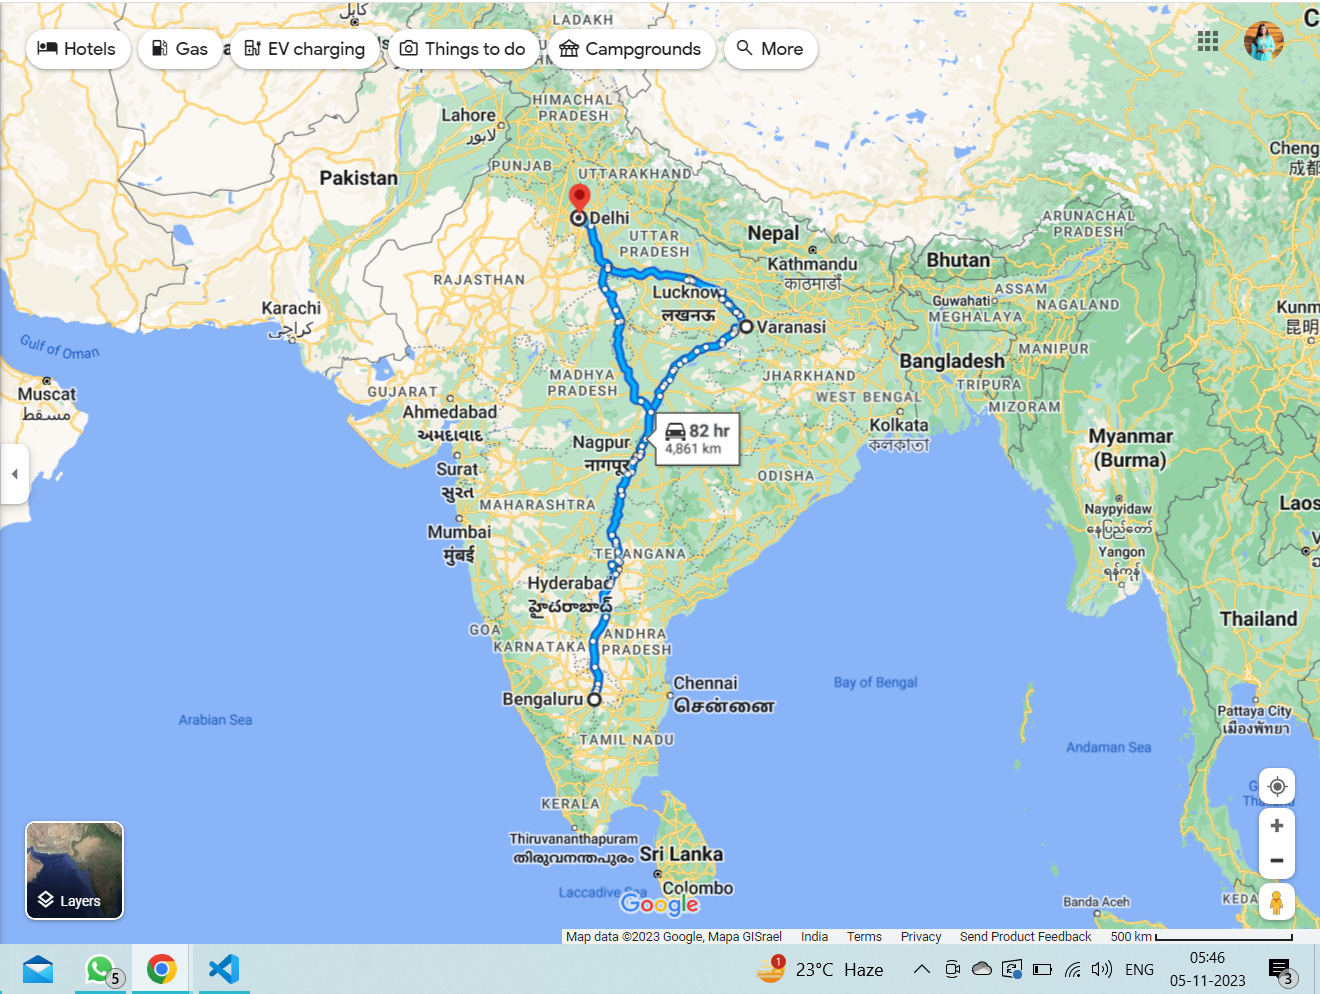 كابل
LADAKH
Hotels
Gas
EV charging
Things to do
Campgrounds
More
HIMACHAL
PRADESH
Lahore
لاہور
PUNJAB
UTTARAKHAND
Pakistan
Delhi
UTTAR
PRADESH
Nepal
Kathmandu
काठमाडौं
ARUNACHAL
PRADESH
Bhutan
Cheng
成都
RAJASTHAN
Lucknow
लखनऊ
Varanasi
ASSAM
Guwahati
NAGALAND
MEGHALAYA
Kunm
昆明
Karachi
كراچى
Gulf of Oman
Muscat
مسقط
MADHYA
PRADESH
JHARKHAND
Bangladesh
MANIPUR
TRIPURA
MIZORAM
GUJARAT
Ahmedabad
અમદાવાદ
WEST BENGAL
Kolkata
কলকাতা
82 hr
4,861 km
Nagpur
नागपूर
Myanmar
(Burma)
Surat
સુરત
MAHARASHTRA
ODISHA
Naypyidaw
နေပြည်တော်
Laos
Mumbai
मुंबई
TELANGANA
Yangon
ရန်ကုန်
Hyderabad
హైదరాబాద్
GOA
KARNATAKA
ANDHRA
PRADESH
Thailand
Bengaluru
Chennai
சென்னை
Bay of Bengal
Arabian Sea
TAMIL NADU
Pattaya City
เมืองพัทยา
Andaman Sea
KERALA
Thiruvananthapuram
തിരുവനന്തപുരം
Sri Lanka
Colombo
Laccadive Sea
Google
Banda Aceh
KEDA
Layers
Map data ©2023 Google, Mapa GISrael
India
Terms
Privacy
Send Product Feedback
500 km
5
1
23°C Haze
ENG
05:46
05-11-2023
3